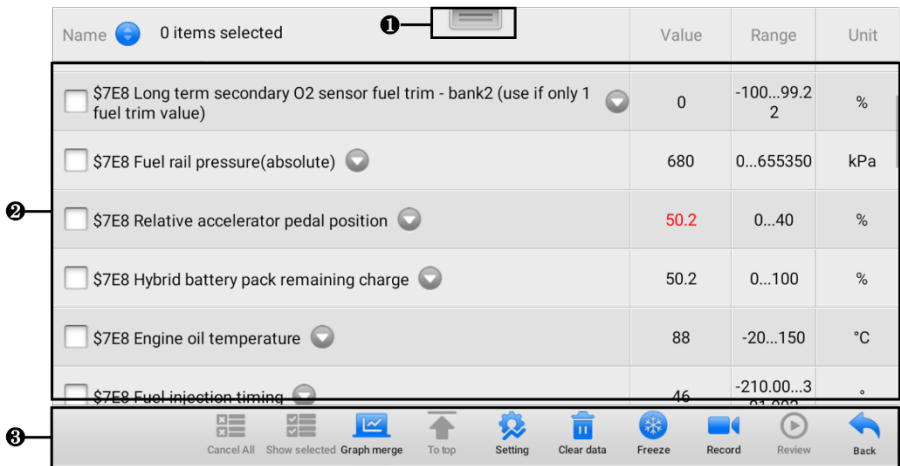 ❶
Name 0 items selected Value Range Unit
$7E8 Long term secondary O2 sensor fuel trim - bank2 (use if only 1
fuel trim value)
0
-100...99.2
2
%
$7E8 Fuel rail pressure(absolute) 680 0...655350 kPa
❷
$7E8 Relative accelerator pedal position 50.2 0...40 %
$7E8 Hybrid battery pack remaining charge 50.2 0...100 %
$7E8 Engine oil temperature 88 -20...150 °C
$7E8 Fuel injection timing 46
-210.00...3
°
❸
Cancel All Show selected Graph merge To top Setting Clear data Freeze Record Review Back